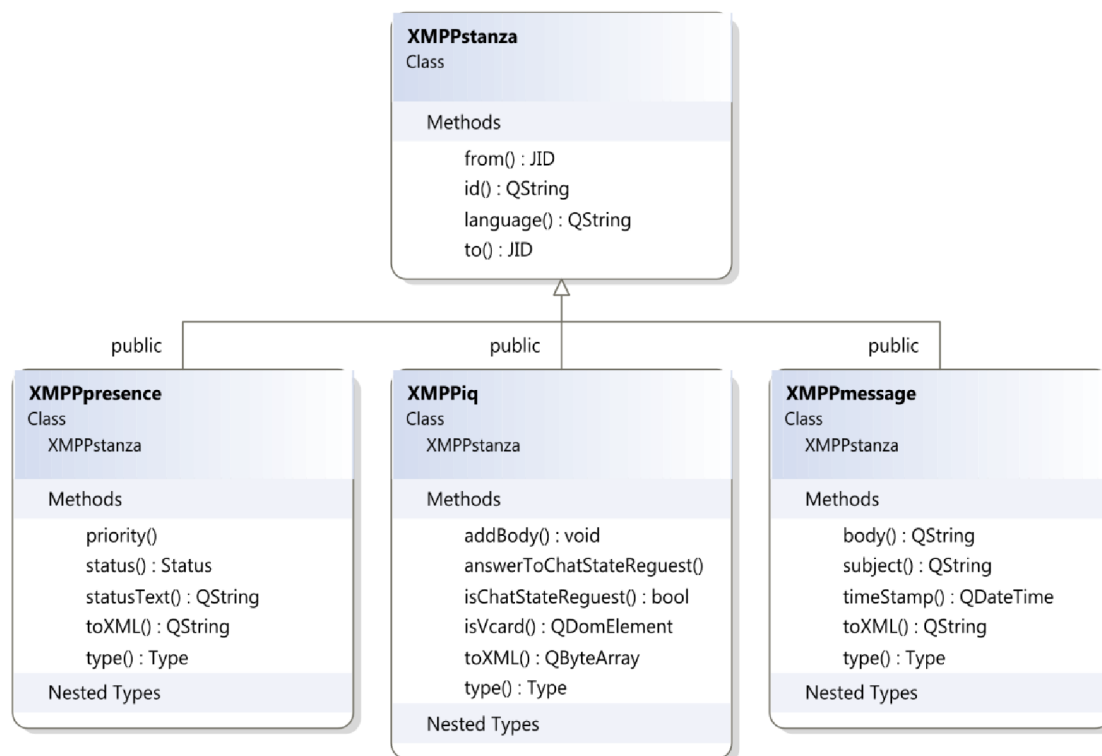 XMPPstanza
Class
Methods
from() : JID
id() : QString
language() : QString
to() : JID
public
public
public
XMPPpresence
Class
XMPPstanza
Methods
priority()
status() : Status
statusText() : QString
toXML() : QString
type() : Type
Nested Types
XMPPiq
Class
XMPPstanza
Methods
addBody() : void
answerToChatStateReguest()
isChatStateReguest() : bool
isVcard() : QDomElement
toXML() : QByteArray
type() : Type
Nested Types
XMPPmessage
Class
XMPPstanza
Methods
body() : QString
subject() : QString
timeStamp() : QDateTime
toXML() : QString
type() : Type
Nested Types